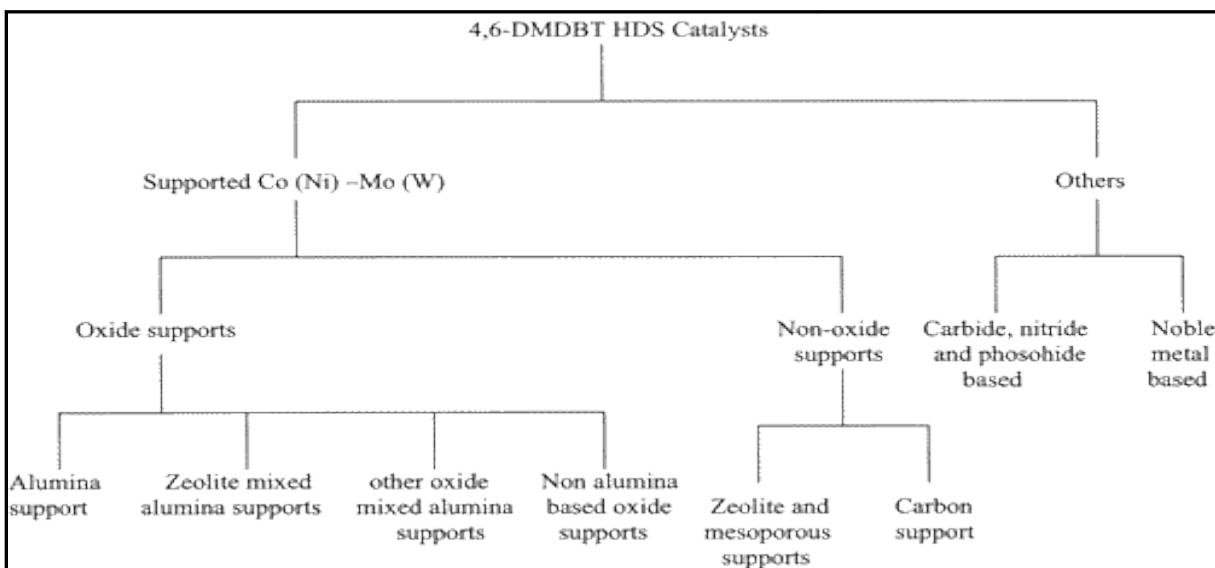 4,6-DMDBT HDS Catalysts
Supported Co (Ni) –Mo (W)
Others
Oxide supports
Non-oxide
supports
Carbide, nitride
and phosohide
based
Noble
metal
based
Alumina
support
Zeolite mixed
alumina supports
other oxide
mixed alumina
supports
Non alumina
based oxide
supports
Zeolite and
mesoporous
supports
Carbon
support